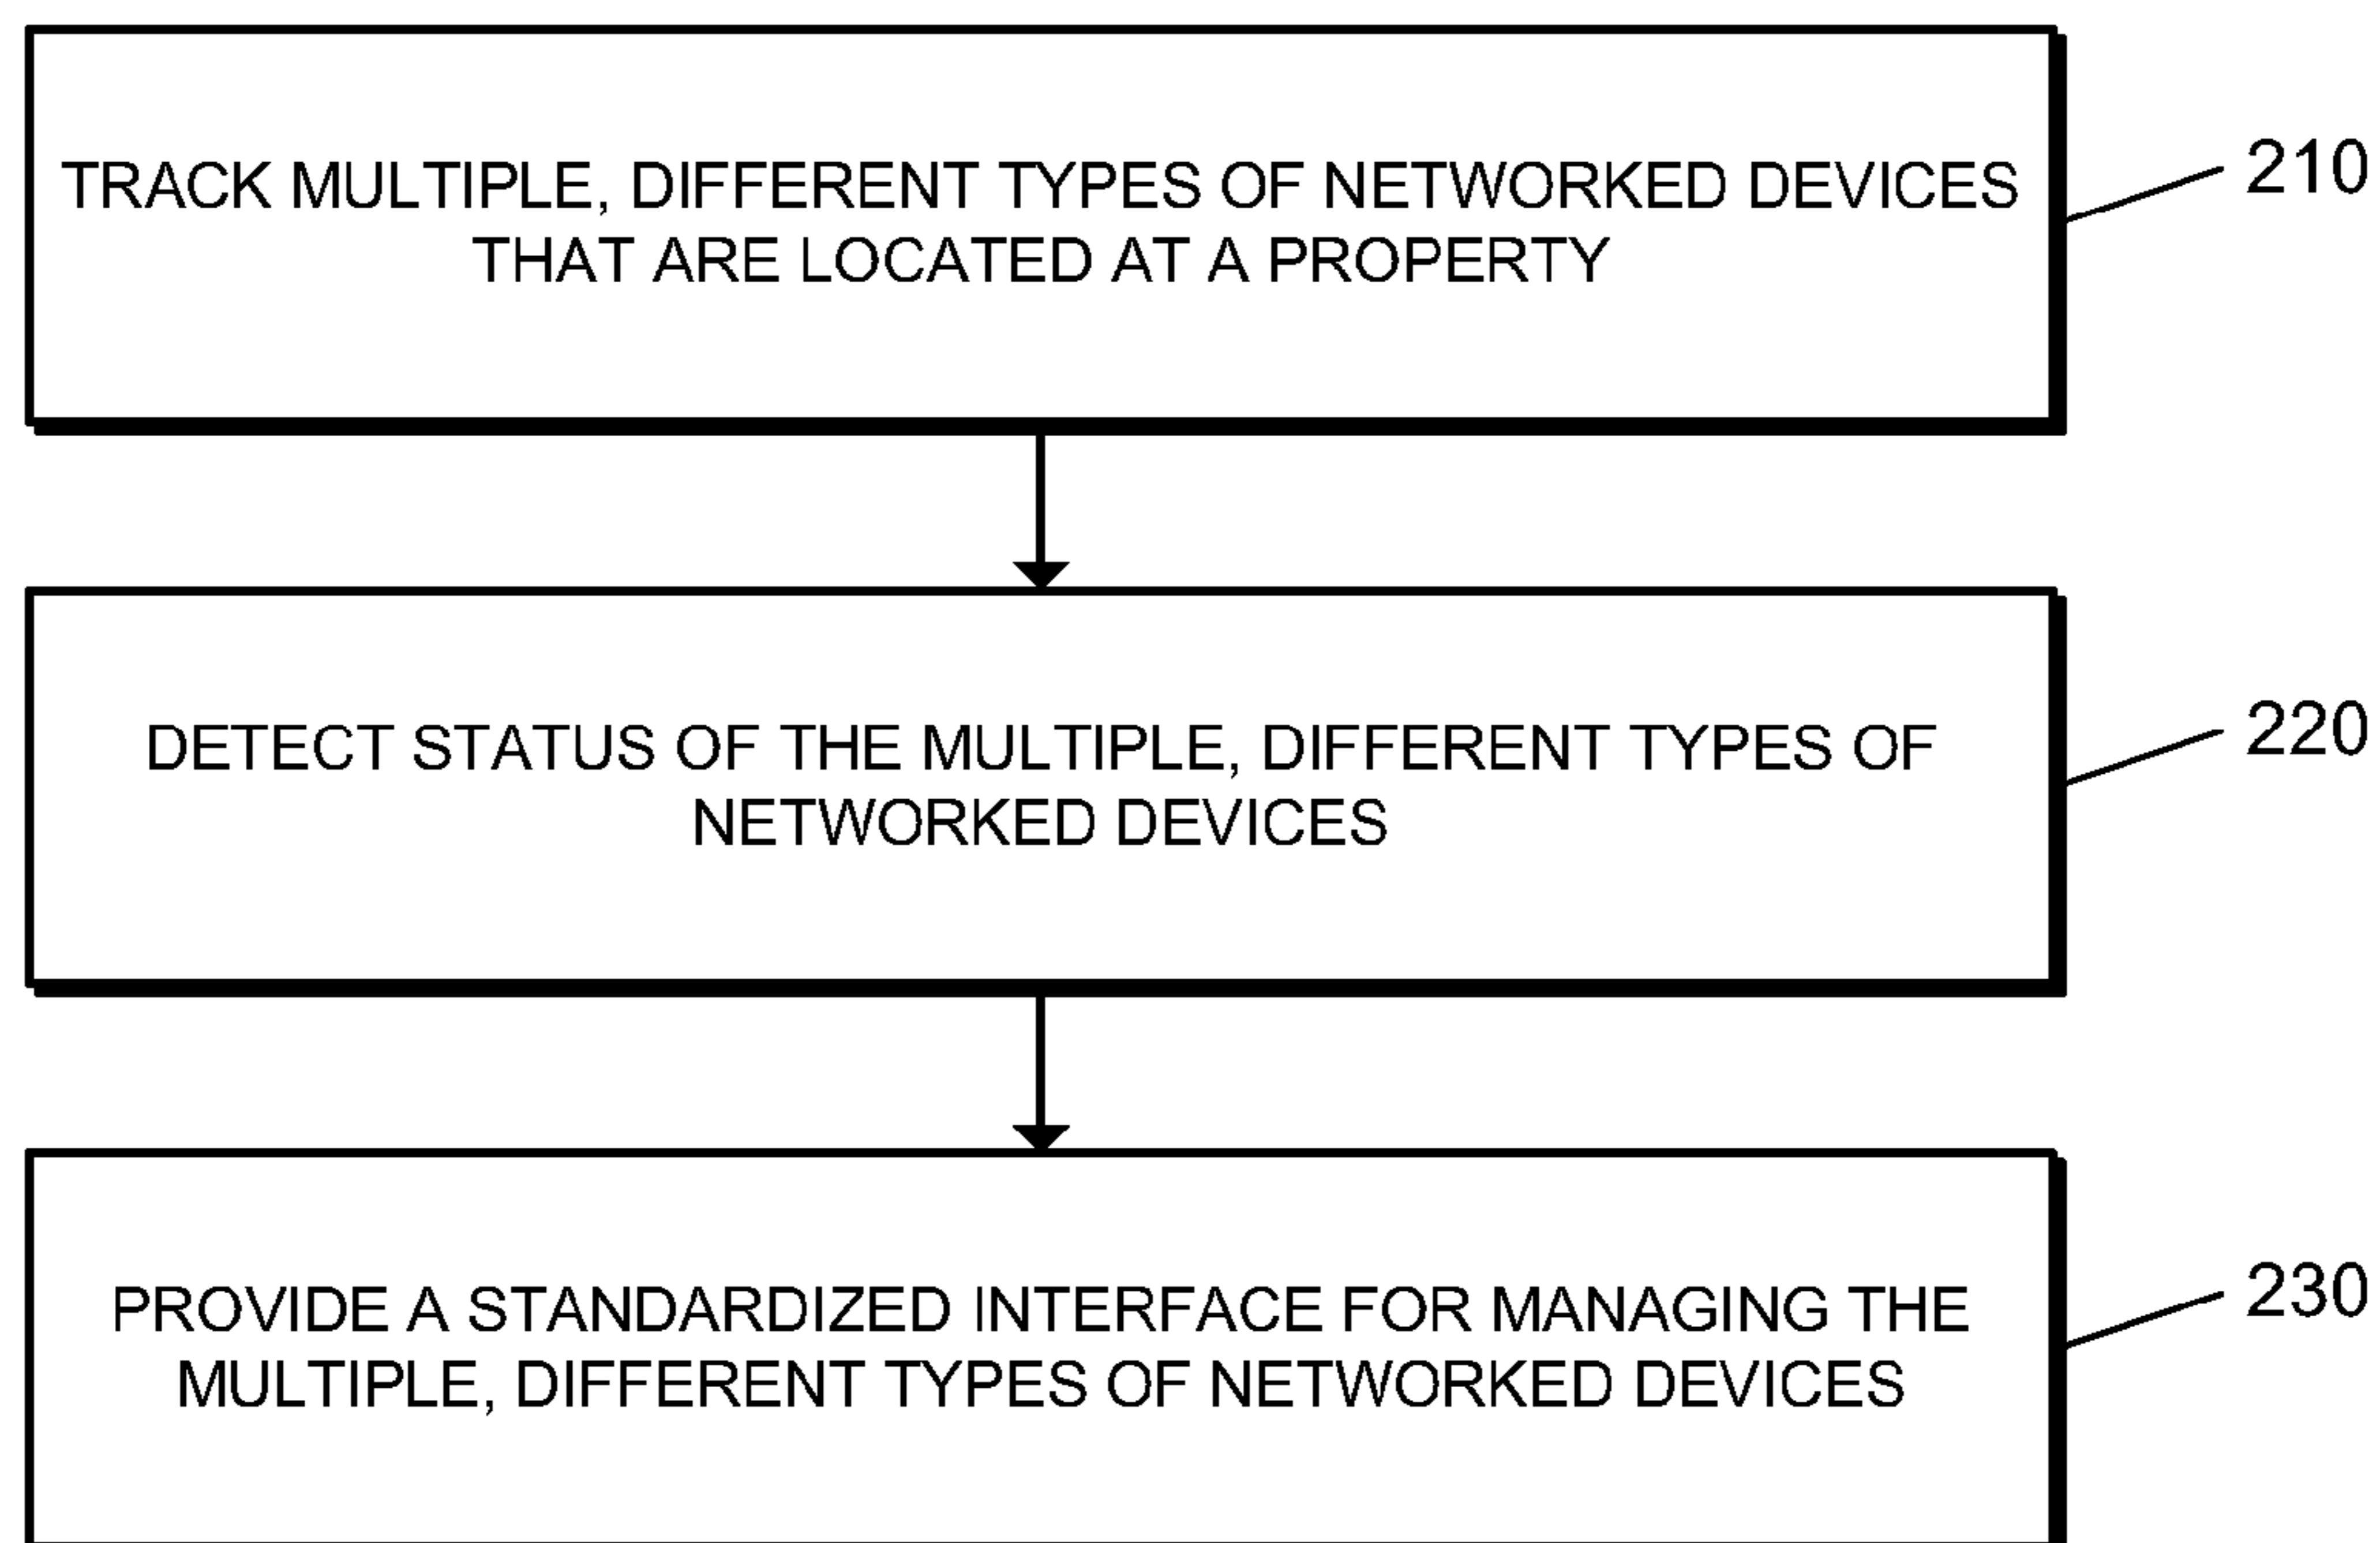 TRACK MULTIPLE, DIFFERENT TYPES OF NETWORKED DEVICES
THAT ARE LOCATED AT A PROPERTY
210
DETECT STATUS OF THE MULTIPLE, DIFFERENT TYPES OF
NETWORKED DEVICES
220
PROVIDE A STANDARDIZED INTERFACE FOR MANAGING THE
MULTIPLE, DIFFERENT TYPES OF NETWORKED DEVICES
230